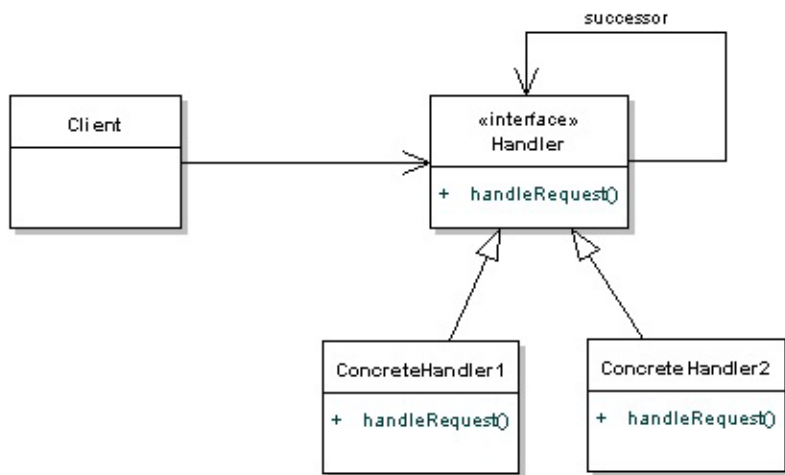 successor
Client
«interface»
Handler
+ handleRequest()
ConcreteHandler1
+ handleRequest()
Concrete Handler2
+ handleRequest()